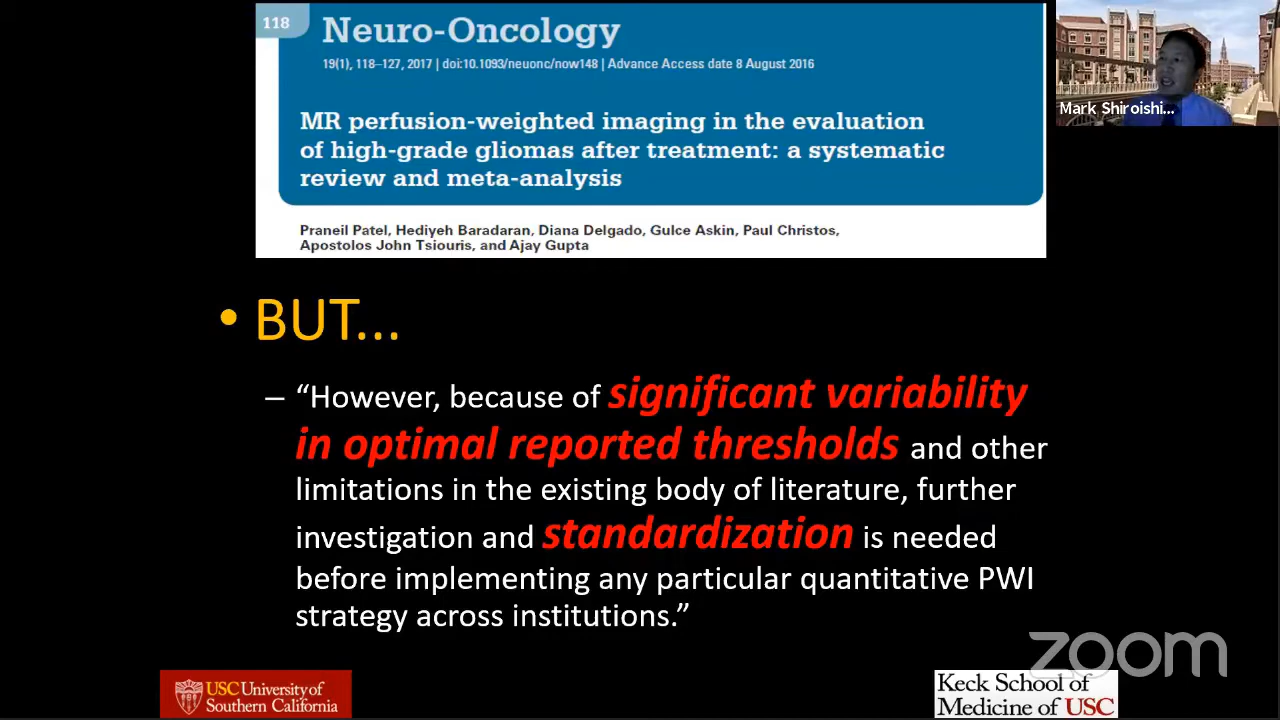 118
Neuro-Oncology
19(1), 118–127, 2017 | doi:10.1093/neuonc/now148 | Advance Access date 8 August 2016
MR perfusion-weighted imaging in the evaluation
of high-grade gliomas after treatment: a systematic
review and meta-analysis
Praneil Patel, Hediyeh Baradaran, Diana Delgado, Gulce Askin, Paul Christos,
Apostolos John Tsiouris, and Ajay Gupta
Mark Shiroishi...
• BUT...
– “However, because of significant variability
in optimal reported thresholds and other
limitations in the existing body of literature, further
investigation and standardization is needed
before implementing any particular quantitative PWI
strategy across institutions.”
zoom
USC University of
Southern California
Keck School of
Medicine of USC